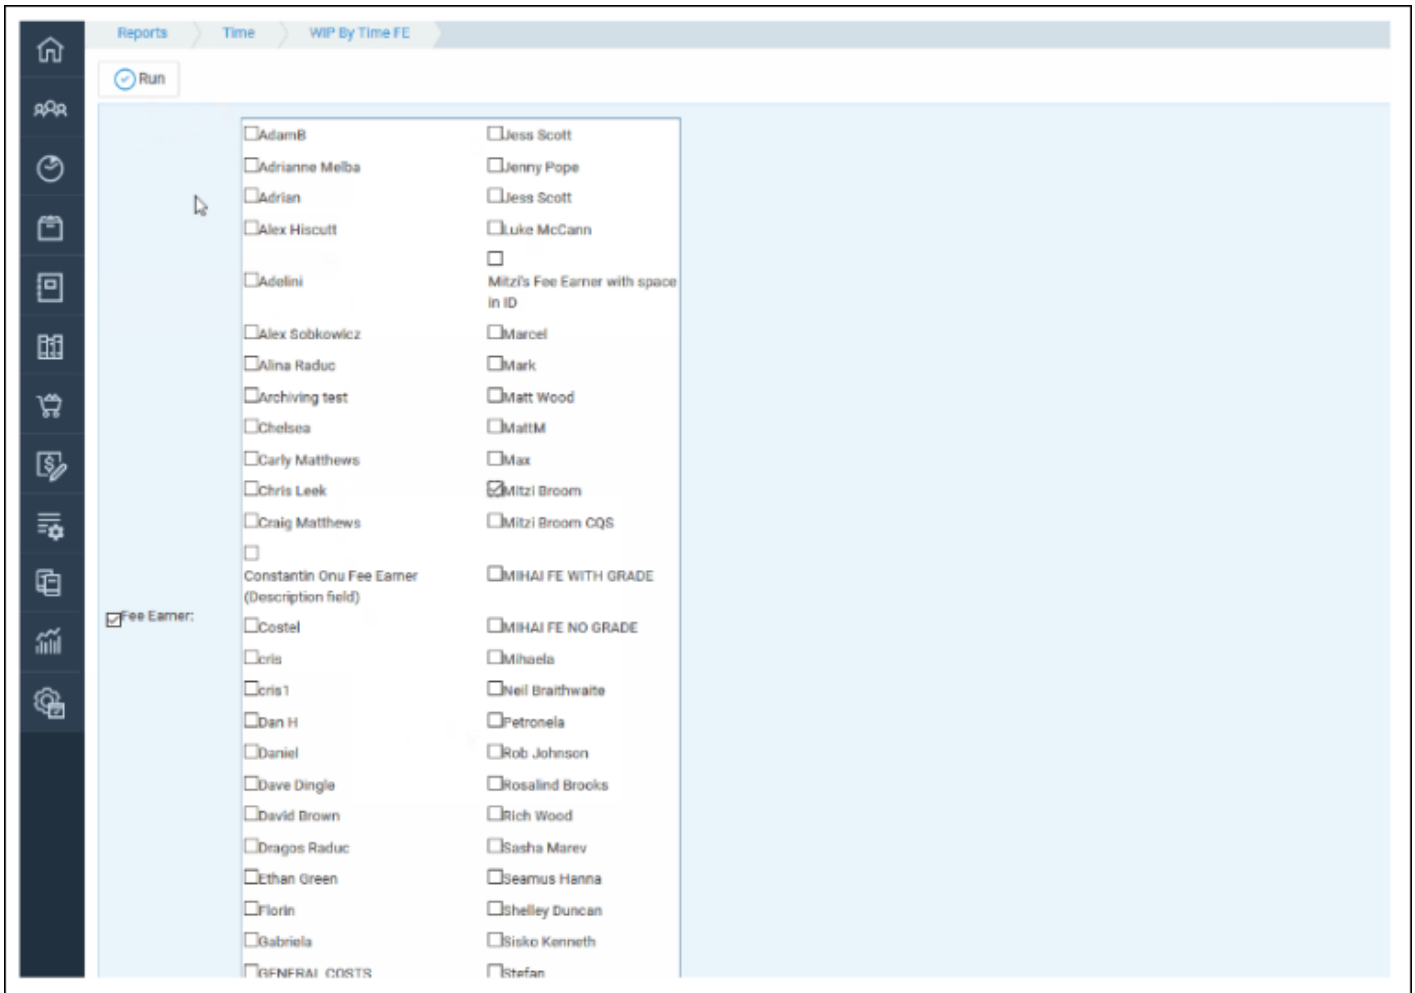 Reports
Time
WIP By Time FE
Run
AdamB
Jess Scott
Adrianne Melba
Jenny Pope
Adrian
Jess Scott
Alex Hiscutt
Luke McCann
Adelini
Mitzi's Fee Earner with space
in ID
Alex Sobkowicz
Marcel
Alina Raduc
Mark
Archiving test
Matt Wood
Chelsea
MattM
Carly Matthews
Max
Chris Leek
Mitzi Broom
Craig Matthews
Mitzi Broom CQS
Constantin Onu Fee Earner
(Description field)
MIHAI FE WITH GRADE
Fee Earner:
Costel
MIHAI FE NO GRADE
cris
Mihaela
cris1
Neil Braithwaite
Dan H
Petronela
Daniel
Rob Johnson
Dave Dingle
Rosalind Brooks
David Brown
Rich Wood
Dragos Raduc
Sasha Marev
Ethan Green
Seamus Hanna
Florin
Shelley Duncan
Gabriela
Sisko Kenneth
GENERAL COSTS
Stefan